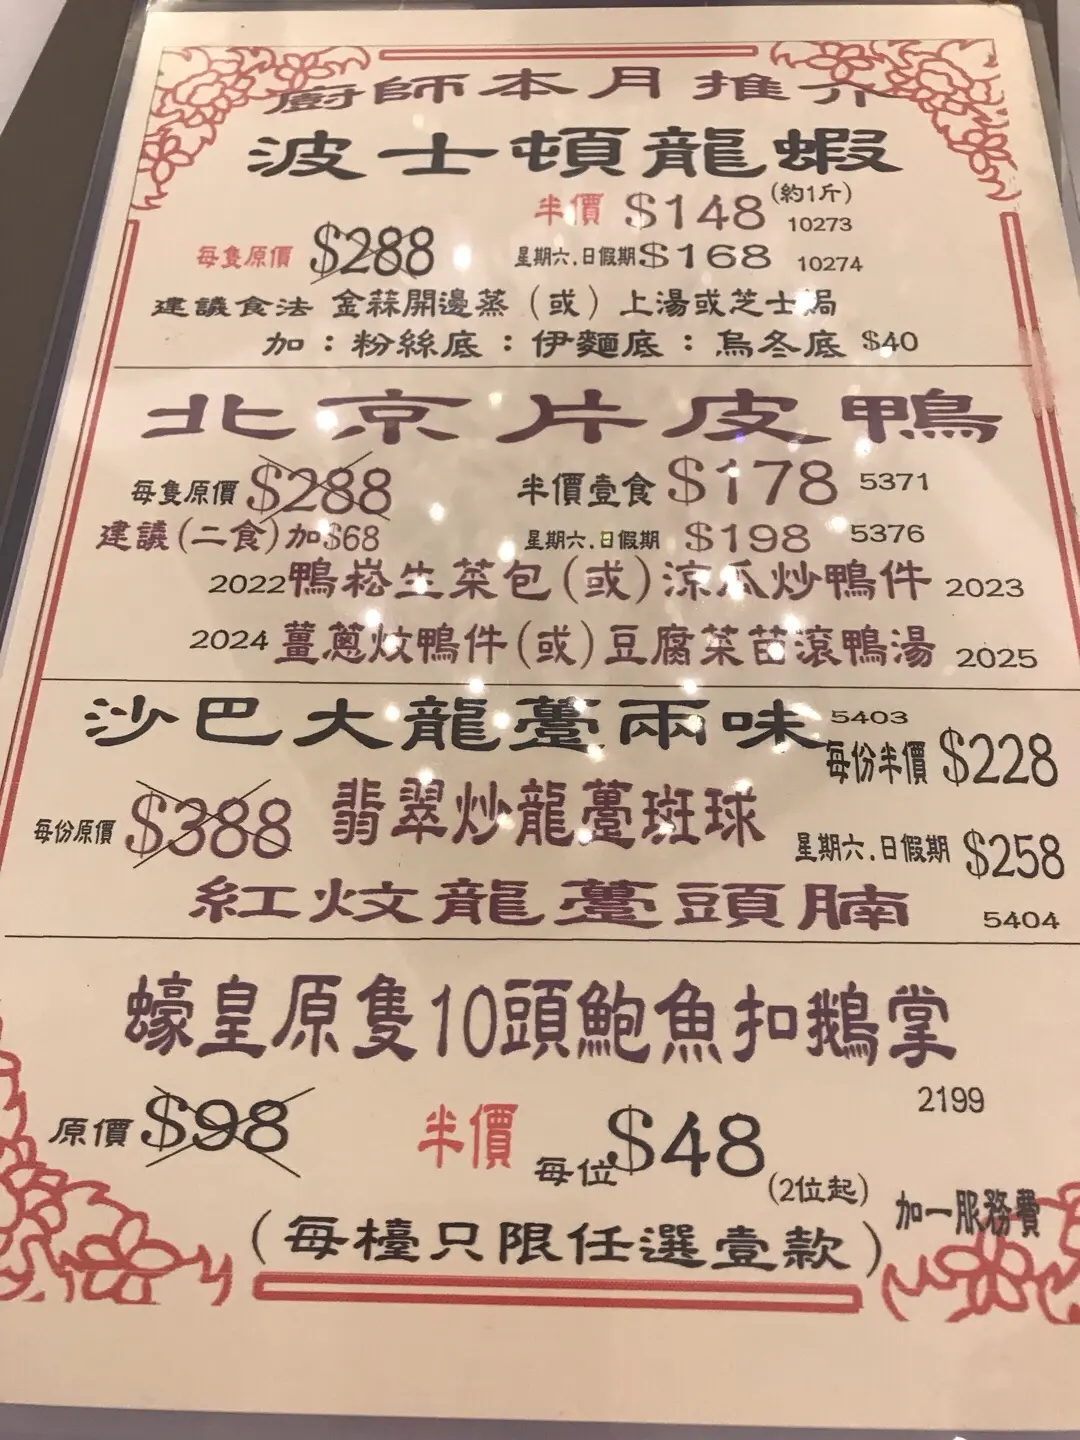 廚師本月推介
波士頓龍蝦
半價 $148 (約1斤) 10273
每隻原價 $288 星期六.日假期 $168 10274
建議食法 金蒜開邊蒸（或）上湯或芝士焗
加：粉絲底：伊麵底：烏冬底 $40
北京片皮鴨
每隻原價 $288 半價壹食 $178 5371
建議(二食)加$68 星期六.日假期 $198 5376
2022 鴨崧生菜包(或)涼瓜炒鴨件 2023
2024 薑蔥炆鴨件(或)豆腐菜苗滾鴨湯 2025
沙巴大龍躉兩味 5403
每份半價 $228
每份原價 $388 翡翠炒龍躉斑球
星期六.日假期 $258
紅炆龍躉頭腩 5404
蠔皇原隻10頭鮑魚扣鵝掌
2199
原價 $98 半價 每位 $48 (2位起)
加一服務費
(每檯只限任選壹款)